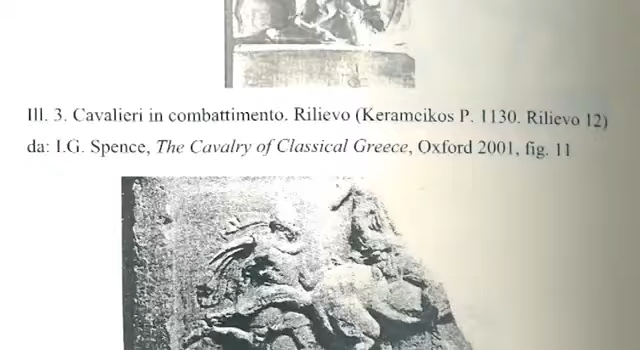 Ill. 3. Cavalieri in combattimento. Rilievo (Kerameikos P. 1130. Rilievo 12)
da: I.G. Spence, The Cavalry of Classical Greece, Oxford 2001, fig. 11